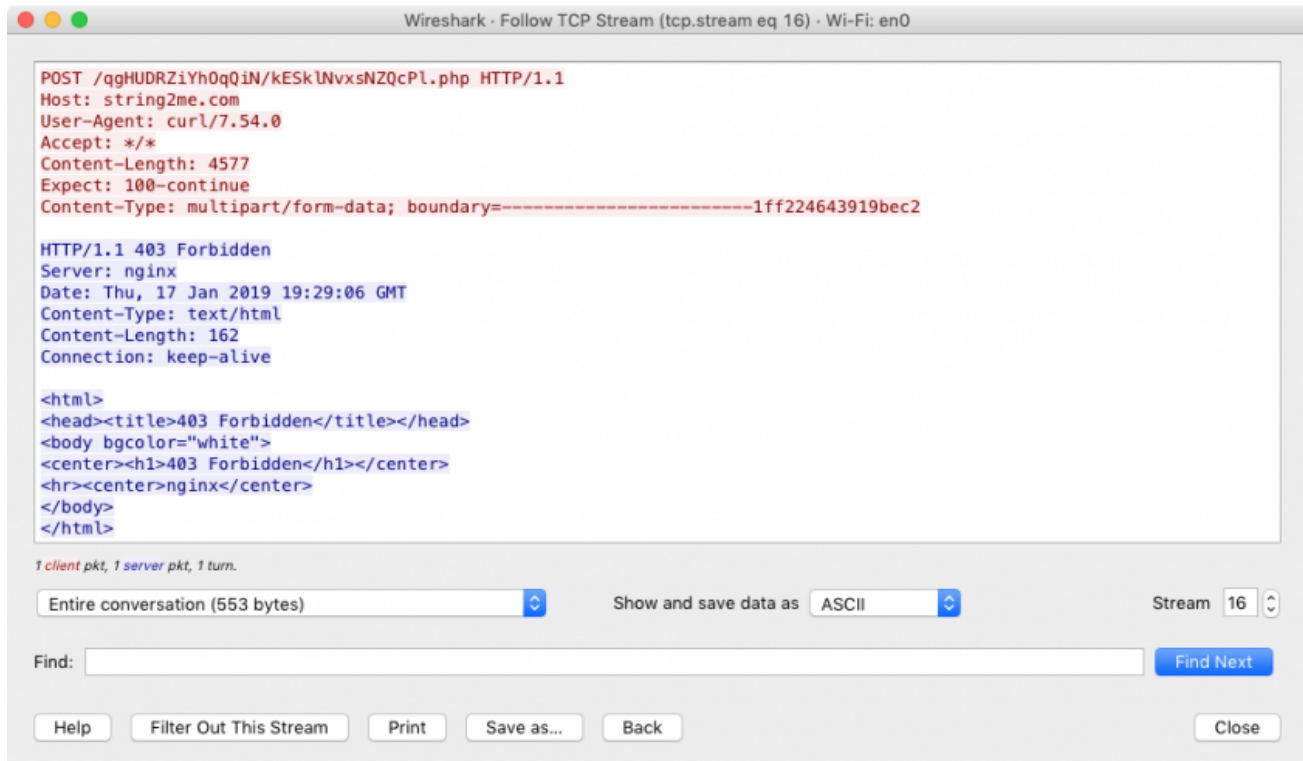 Wireshark · Follow TCP Stream (tcp.stream eq 16) · Wi-Fi: en0
POST /qgHUDRZiYhOqQiN/kESklNvxsNZQcPl.php HTTP/1.1
Host: string2me.com
User-Agent: curl/7.54.0
Accept: */*
Content-Length: 4577
Expect: 100-continue
Content-Type: multipart/form-data; boundary=------------------------1ff224643919bec2
HTTP/1.1 403 Forbidden
Server: nginx
Date: Thu, 17 Jan 2019 19:29:06 GMT
Content-Type: text/html
Content-Length: 162
Connection: keep-alive
<html>
<head><title>403 Forbidden</title></head>
<body bgcolor="white">
<center><h1>403 Forbidden</h1></center>
<hr><center>nginx</center>
</body>
</html>
1 client pkt, 1 server pkt, 1 turn.
Entire conversation (553 bytes) Show and save data as ASCII Stream 16
Find: Find Next
Help Filter Out This Stream Print Save as... Back Close